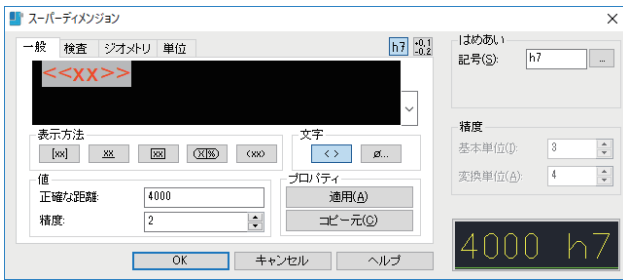 スーパーディメンジョン
一般 検査 ジオメトリ 単位
h7 +0,1 -0.2
<<xx>>
表示方法
[xx] xx xx (X|%) (xx)
文字
<> ø...
値
正確な距離: 4000
精度: 2
プロパティ
適用(A)
コピー元(C)
OK キャンセル ヘルプ
はめあい
記号(S): h7 ...
精度
基本単位(I): 3
変換単位(A): 4
4000 h7